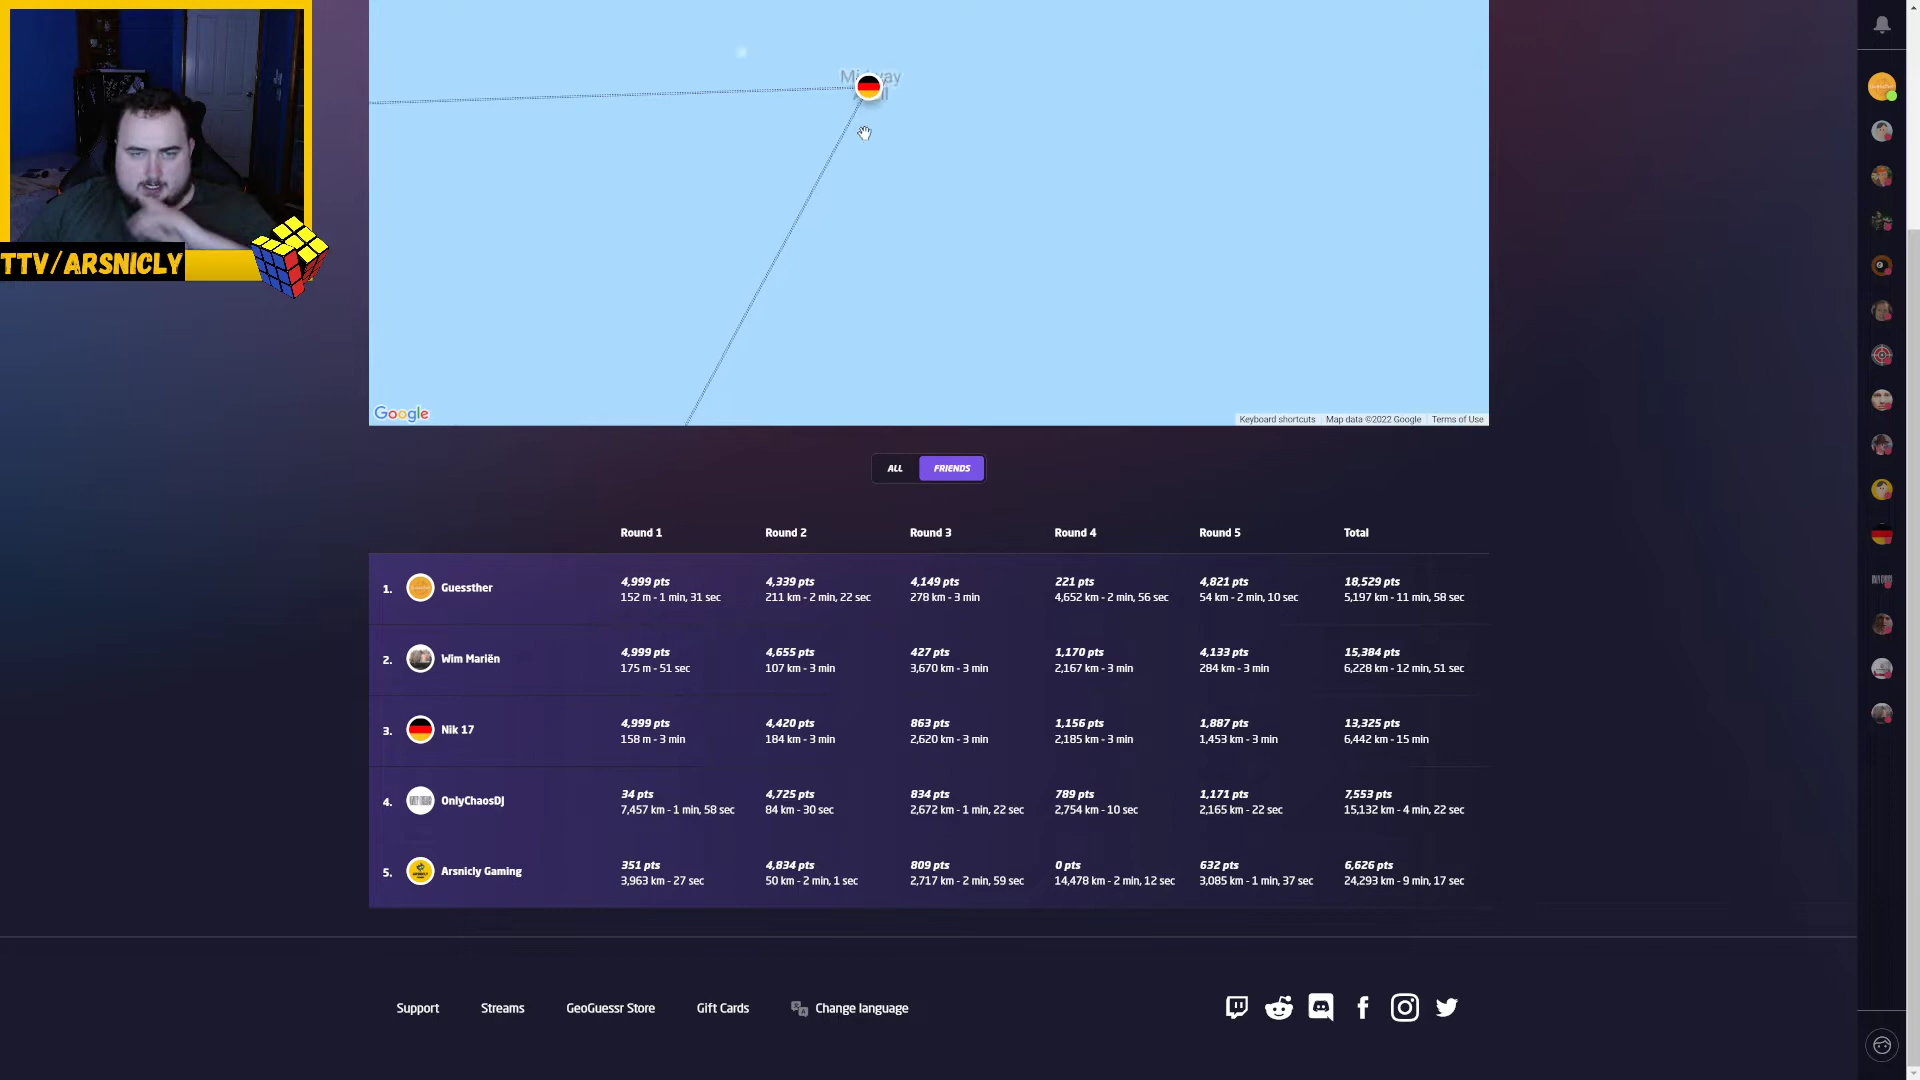 TTV/ARSNICLY
Midway
Google
Keyboard shortcuts Map data ©2022 Google Terms of Use
ALL FRIENDS
Round 1 Round 2 Round 3 Round 4 Round 5 Total
1. Guessther 4,999 pts 4,339 pts 4,149 pts 221 pts 4,821 pts 18,529 pts
152 m - 1 min, 31 sec 211 km - 2 min, 22 sec 278 km - 3 min 4,652 km - 2 min, 56 sec 54 km - 2 min, 10 sec 5,197 km - 11 min, 58 sec
2. Wim Mariën 4,999 pts 4,655 pts 427 pts 1,170 pts 4,133 pts 15,384 pts
175 m - 51 sec 107 km - 3 min 3,670 km - 3 min 2,167 km - 3 min 284 km - 3 min 6,228 km - 12 min, 51 sec
3. Nik 17 4,999 pts 4,420 pts 863 pts 1,156 pts 1,887 pts 13,325 pts
158 m - 3 min 184 km - 3 min 2,620 km - 3 min 2,185 km - 3 min 1,453 km - 3 min 6,442 km - 15 min
4. OnlyChaosDJ 34 pts 4,725 pts 834 pts 789 pts 1,171 pts 7,553 pts
7,457 km - 1 min, 58 sec 84 km - 30 sec 2,672 km - 1 min, 22 sec 2,754 km - 10 sec 2,165 km - 22 sec 15,132 km - 4 min, 22 sec
5. Arsnicly Gaming 351 pts 4,834 pts 809 pts 0 pts 632 pts 6,626 pts
3,963 km - 27 sec 50 km - 2 min, 1 sec 2,717 km - 2 min, 59 sec 14,478 km - 2 min, 12 sec 3,085 km - 1 min, 37 sec 24,293 km - 9 min, 17 sec
Support Streams GeoGuessr Store Gift Cards Change language